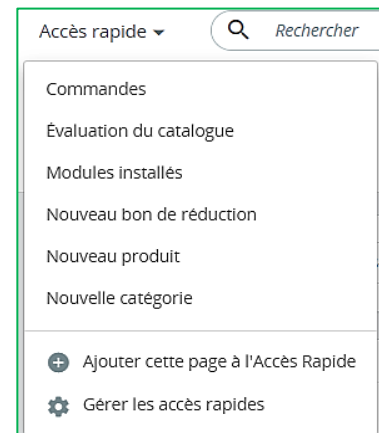 Accès rapide Rechercher
Commandes
Évaluation du catalogue
Modules installés
Nouveau bon de réduction
Nouveau produit
Nouvelle catégorie
Ajouter cette page à l'Accès Rapide
Gérer les accès rapides